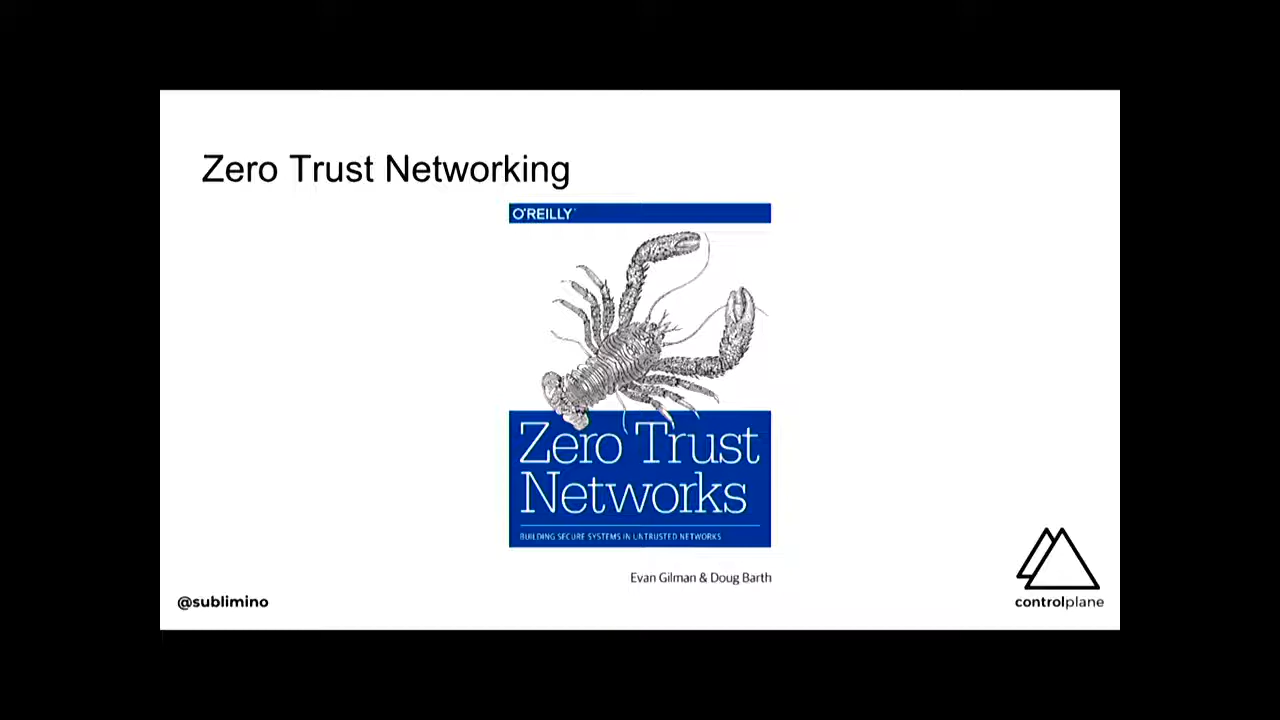 Zero Trust Networking
O'REILLY
Zero Trust
Networks
BUILDING SECURE SYSTEMS IN UNTRUSTED NETWORKS
Evan Gilman & Doug Barth
@sublimino
controlplane